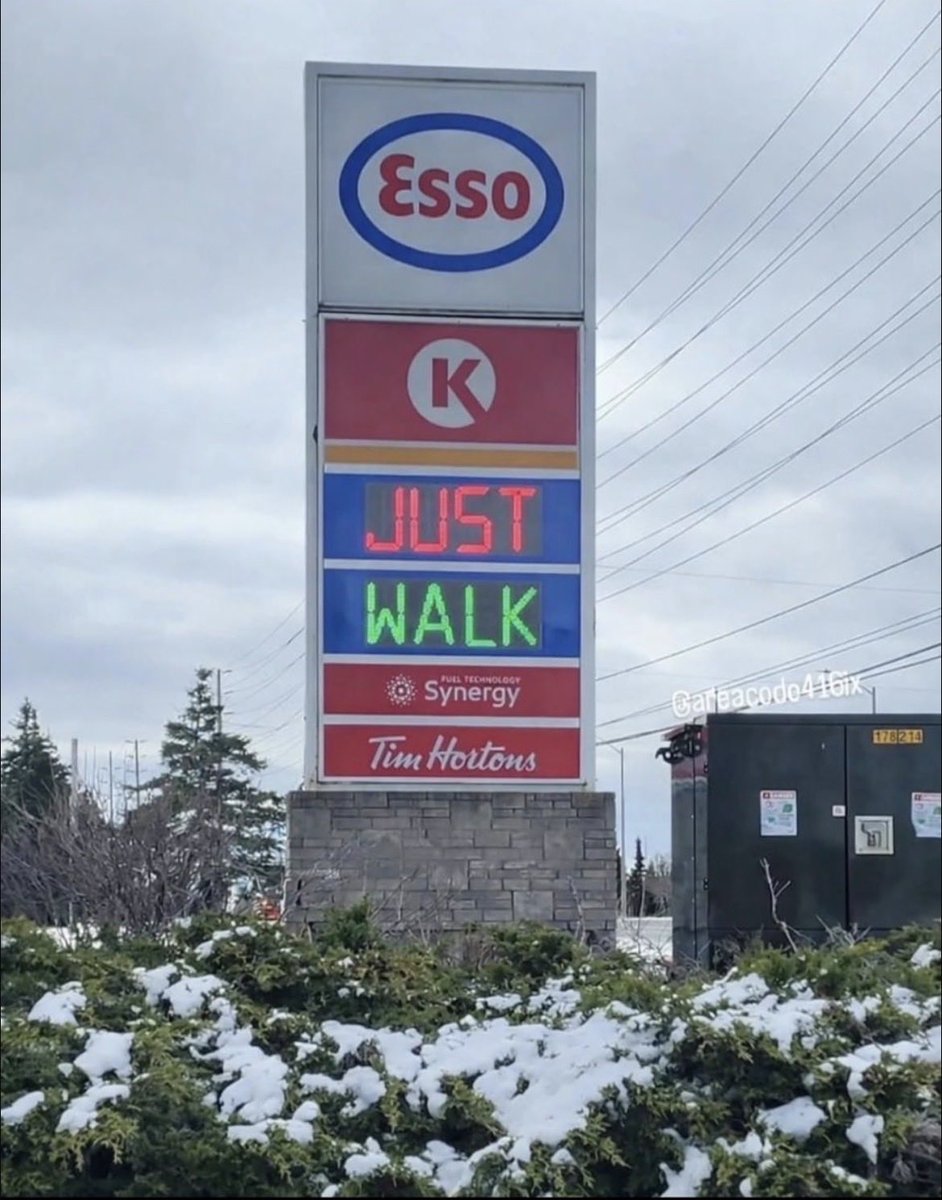 Esso
K
JUST
WALK
FUEL TECHNOLOGY
Synergy
@areacode416ix
Tim Hortons
178214